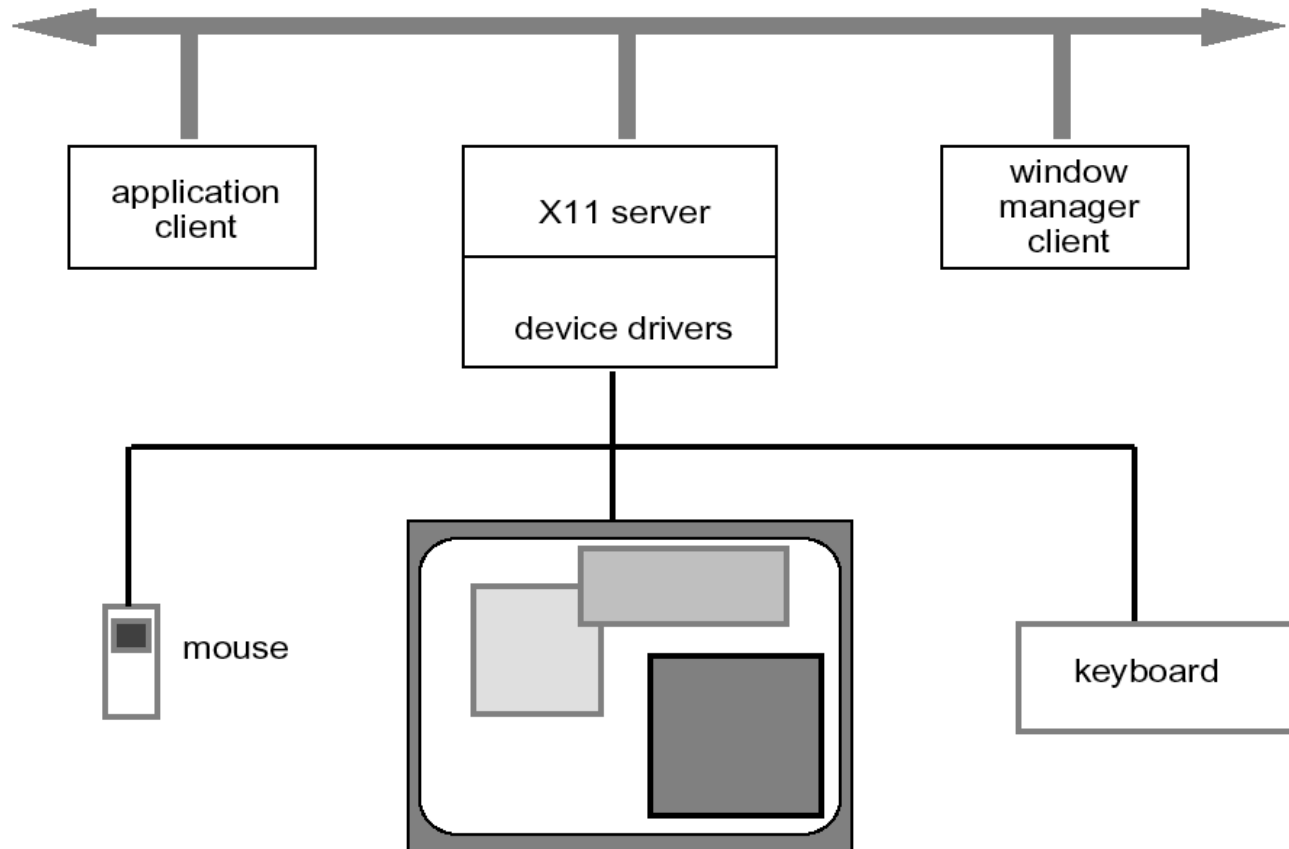 application
client
X11 server
window
manager
client
device drivers
mouse
keyboard